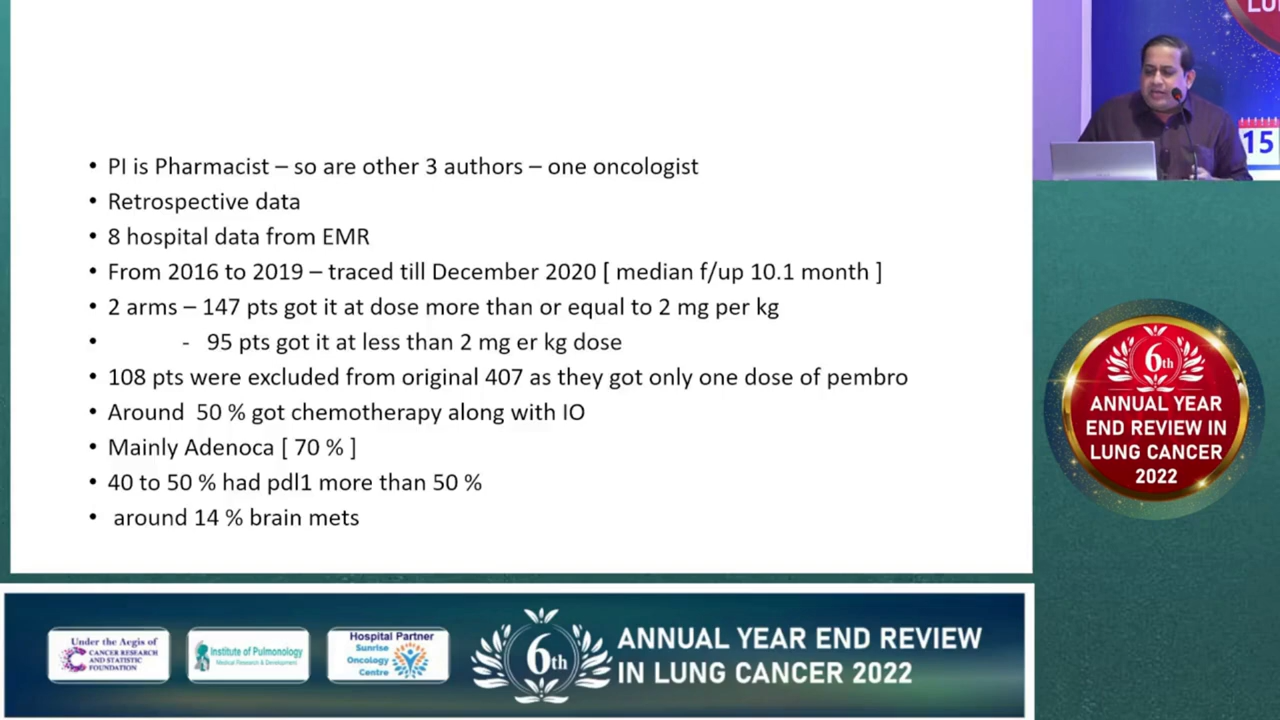 • PI is Pharmacist – so are other 3 authors – one oncologist
• Retrospective data
• 8 hospital data from EMR
• From 2016 to 2019 – traced till December 2020 [ median f/up 10.1 month ]
• 2 arms – 147 pts got it at dose more than or equal to 2 mg per kg
• - 95 pts got it at less than 2 mg er kg dose
• 108 pts were excluded from original 407 as they got only one dose of pembro
• Around 50 % got chemotherapy along with IO
• Mainly Adenoca [ 70 % ]
• 40 to 50 % had pdl1 more than 50 %
• around 14 % brain mets
LU
15
6th
ANNUAL YEAR
END REVIEW IN
LUNG CANCER
2022
Under the Aegis of
CANCER RESEARCH
AND STATISTIC
FOUNDATION
Institute of Pulmonology
Medical Research & Development
Hospital Partner
Sunrise
Oncology
Centre
6th
ANNUAL YEAR END REVIEW
IN LUNG CANCER 2022